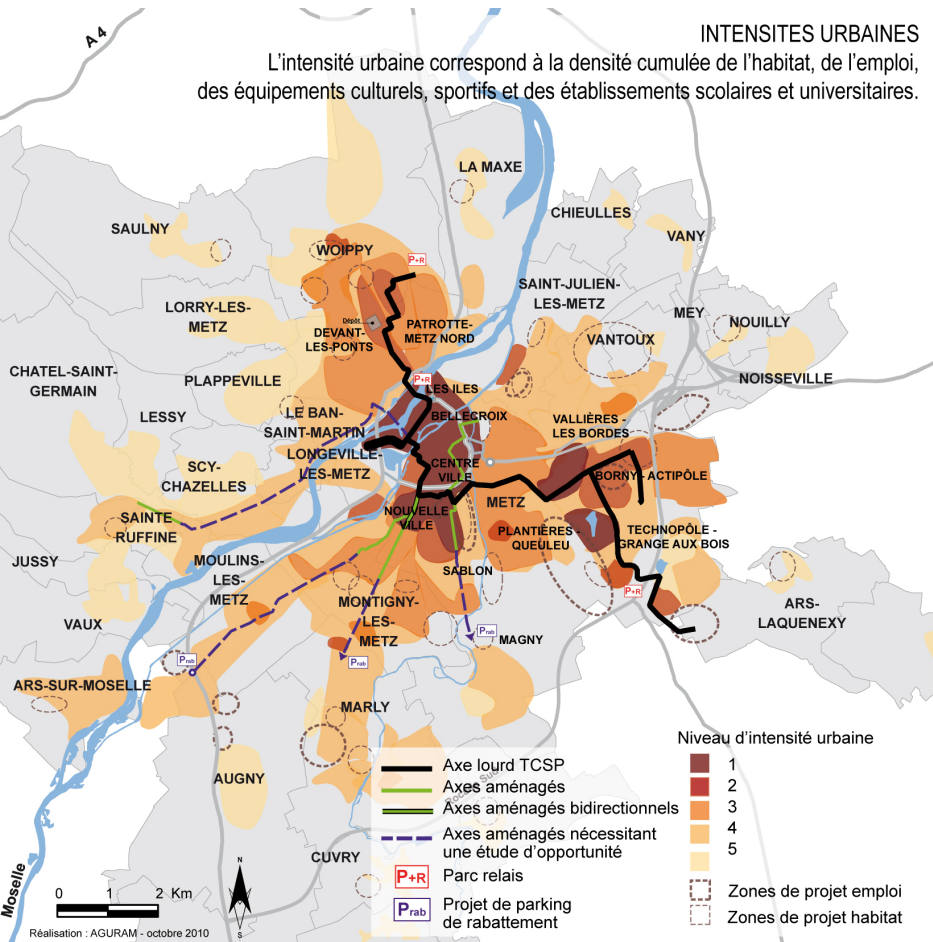 INTENSITES URBAINES
L'intensité urbaine correspond à la densité cumulée de l'habitat, de l'emploi,
des équipements culturels, sportifs et des établissements scolaires et universitaires.
A 4
LA MAXE
CHIEULLES
SAULNY
VANY
WOIPPY
P+R
SAINT-JULIEN-
LES-METZ
LORRY-LES-
METZ
MEY
NOUILLY
Dépôt
DEVANT-
LES-PONTS
PATROTTE-
METZ NORD
VANTOUX
CHATEL-SAINT-
GERMAIN
PLAPPEVILLE
P+R
LES ILES
NOISSEVILLE
LESSY
LE BAN-
SAINT-MARTIN
BELLECROIX
VALLIÈRES -
LES BORDES
LONGEVILLE-
LES-METZ
CENTRE
VILLE
SCY-
CHAZELLES
BORNY - ACTIPÔLE
METZ
SAINTE
RUFFINE
NOUVELLE
VILLE
PLANTIÈRES -
QUEULEU
TECHNOPÔLE -
GRANGE AUX BOIS
JUSSY
MOULINS-
LES-
METZ
SABLON
P+R
VAUX
MONTIGNY-
LES-
METZ
ARS-
LAQUENEXY
Prab
MAGNY
Prab
Prab
ARS-SUR-MOSELLE
MARLY
AUGNY
CUVRY
Moselle
Axe lourd TCSP
Axes aménagés
Axes aménagés bidirectionnels
Axes aménagés nécessitant
une étude d'opportunité
P+R
Parc relais
Prab
Projet de parking
de rabattement
Niveau d'intensité urbaine
1
2
3
4
5
Zones de projet emploi
Zones de projet habitat
0 1 2 Km
N
S
Réalisation : AGURAM - octobre 2010